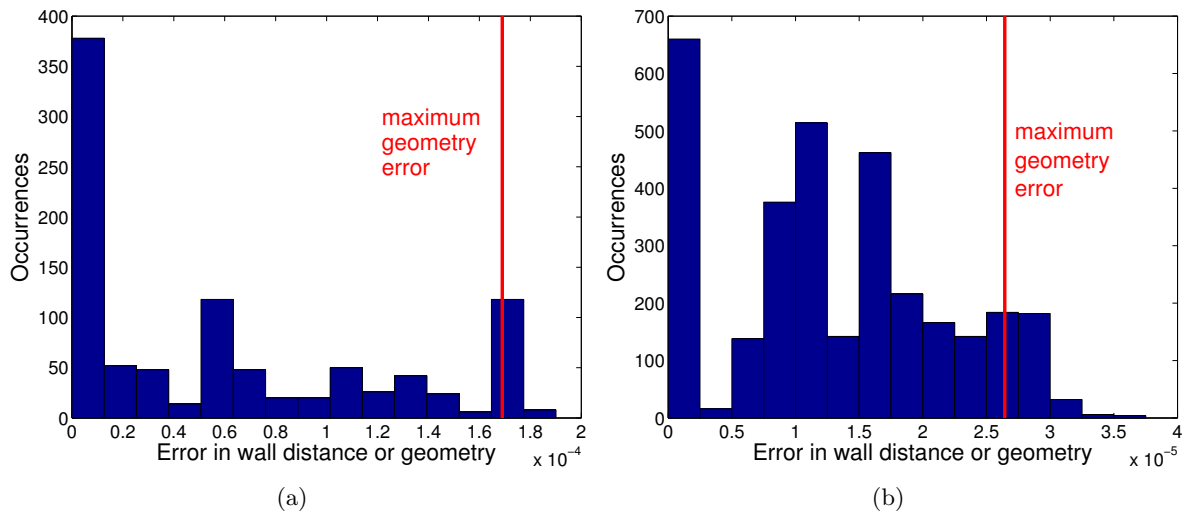 400
350
300
250
200
150
100
50
0
Occurrences
maximum
geometry
error
0 0.2 0.4 0.6 0.8 1 1.2 1.4 1.6 1.8 2
Error in wall distance or geometry
x 10⁻⁴
(a)
700
600
500
400
300
200
100
0
Occurrences
maximum
geometry
error
0 0.5 1 1.5 2 2.5 3 3.5 4
Error in wall distance or geometry
x 10⁻⁵
(b)